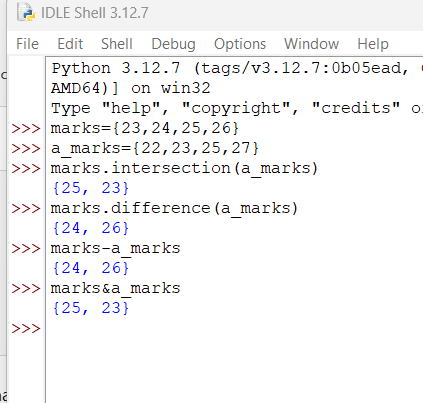 IDLE Shell 3.12.7
File Edit Shell Debug Options Window Help
Python 3.12.7 (tags/v3.12.7:0b05ead,
AMD64)] on win32
Type "help", "copyright", "credits"
>>> marks={23,24,25,26}
>>> a_marks={22,23,25,27}
>>> marks.intersection(a_marks)
{25, 23}
>>> marks.difference(a_marks)
{24, 26}
>>> marks-a_marks
{24, 26}
>>> marks&a_marks
{25, 23}
>>>